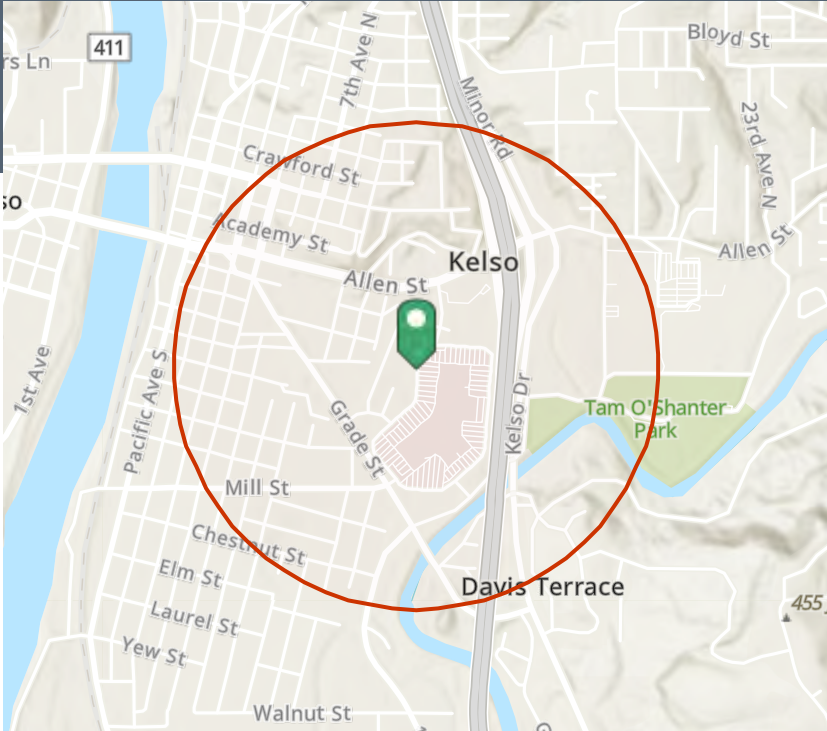 Bloyd St
411
rs Ln
7th Ave N
Minor Rd
23rd Ave N
Crawford St
so
Academy St
Allen St
Kelso
Allen St
1st Ave
Pacific Ave S
Kelso Dr
Tam O'Shanter
Park
Grade St
Mill St
Chestnut St
Elm St
Davis Terrace
455
Laurel St
Yew St
Walnut St